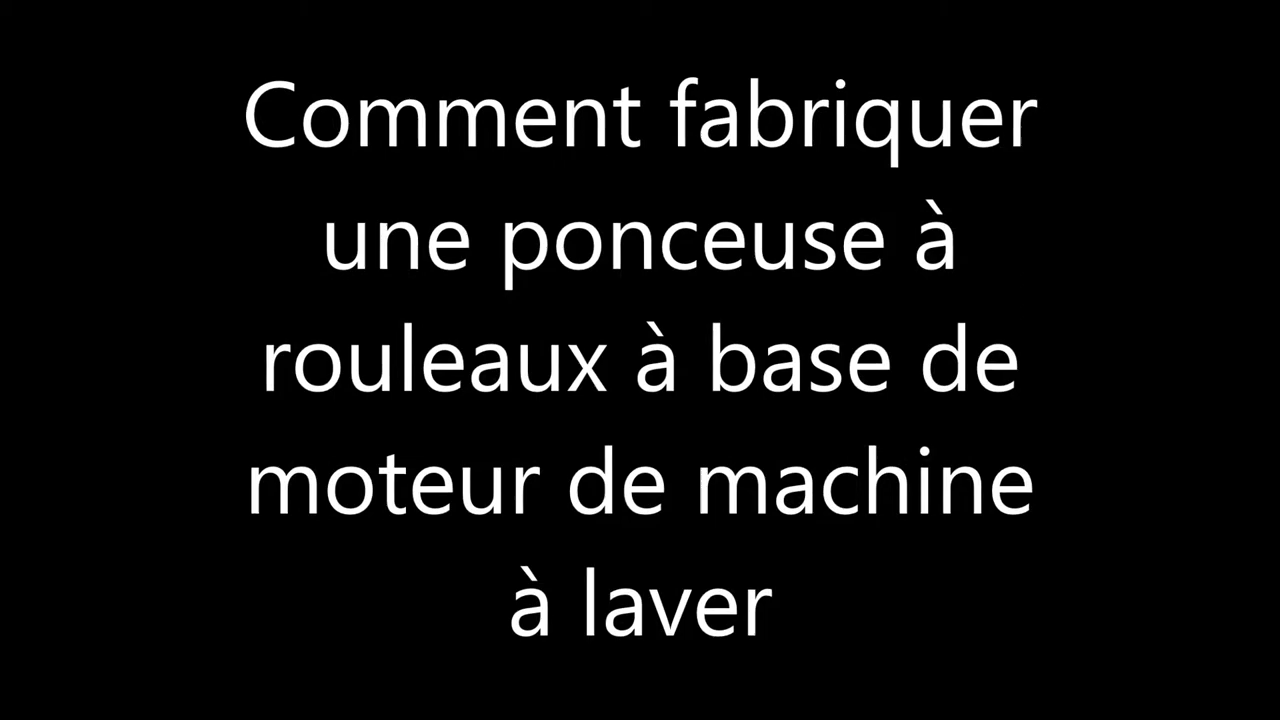 Comment fabriquer
une ponceuse à
rouleaux à base de
moteur de machine
à laver